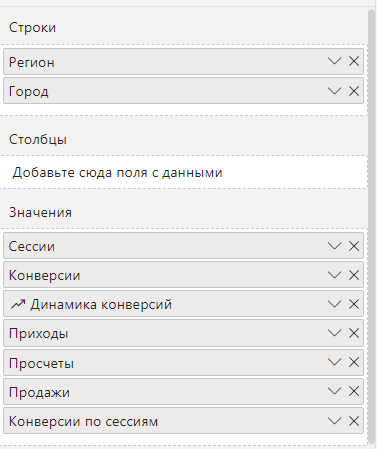 Строки
Регион
Город
Столбцы
Добавьте сюда поля с данными
Значения
Сессии
Конверсии
Динамика конверсий
Приходы
Просчеты
Продажи
Конверсии по сессиям